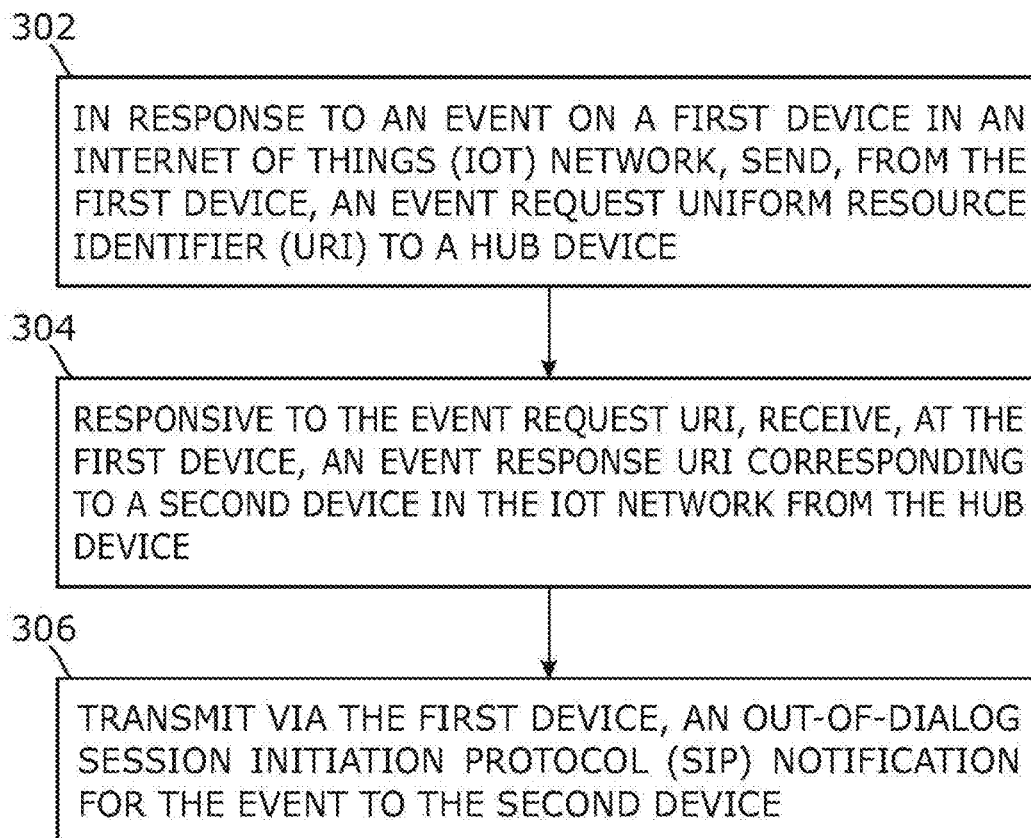 302
IN RESPONSE TO AN EVENT ON A FIRST DEVICE IN AN
INTERNET OF THINGS (IOT) NETWORK, SEND, FROM THE
FIRST DEVICE, AN EVENT REQUEST UNIFORM RESOURCE
IDENTIFIER (URI) TO A HUB DEVICE
304
RESPONSIVE TO THE EVENT REQUEST URI, RECEIVE, AT THE
FIRST DEVICE, AN EVENT RESPONSE URI CORRESPONDING
TO A SECOND DEVICE IN THE IOT NETWORK FROM THE HUB
DEVICE
306
TRANSMIT VIA THE FIRST DEVICE, AN OUT-OF-DIALOG
SESSION INITIATION PROTOCOL (SIP) NOTIFICATION
FOR THE EVENT TO THE SECOND DEVICE